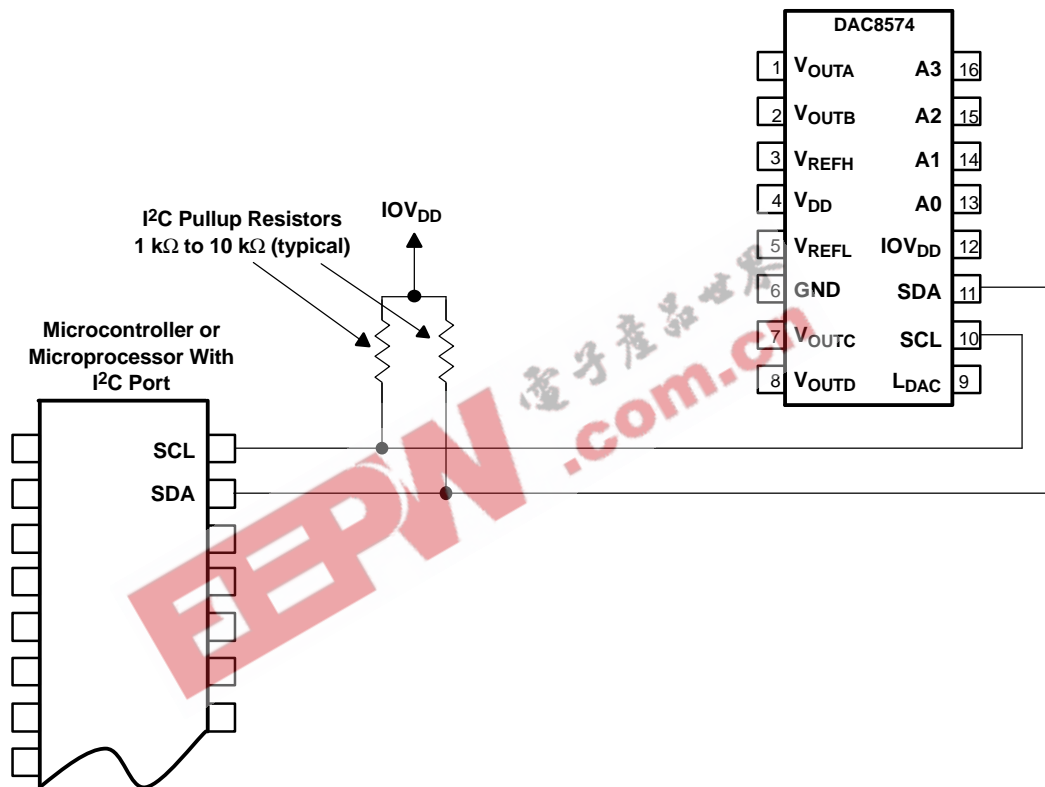 DAC8574
1 VOUTA A3 16
2 VOUTB A2 15
3 VREFH A1 14
4 VDD A0 13
5 VREFL IOVDD 12
6 GND SDA 11
7 VOUTC SCL 10
8 VOUTD LDAC 9
I2C Pullup Resistors
1 kΩ to 10 kΩ (typical)
IOVDD
Microcontroller or
Microprocessor With
I2C Port
SCL
SDA
電子產品世界
EEPW
.com.cn